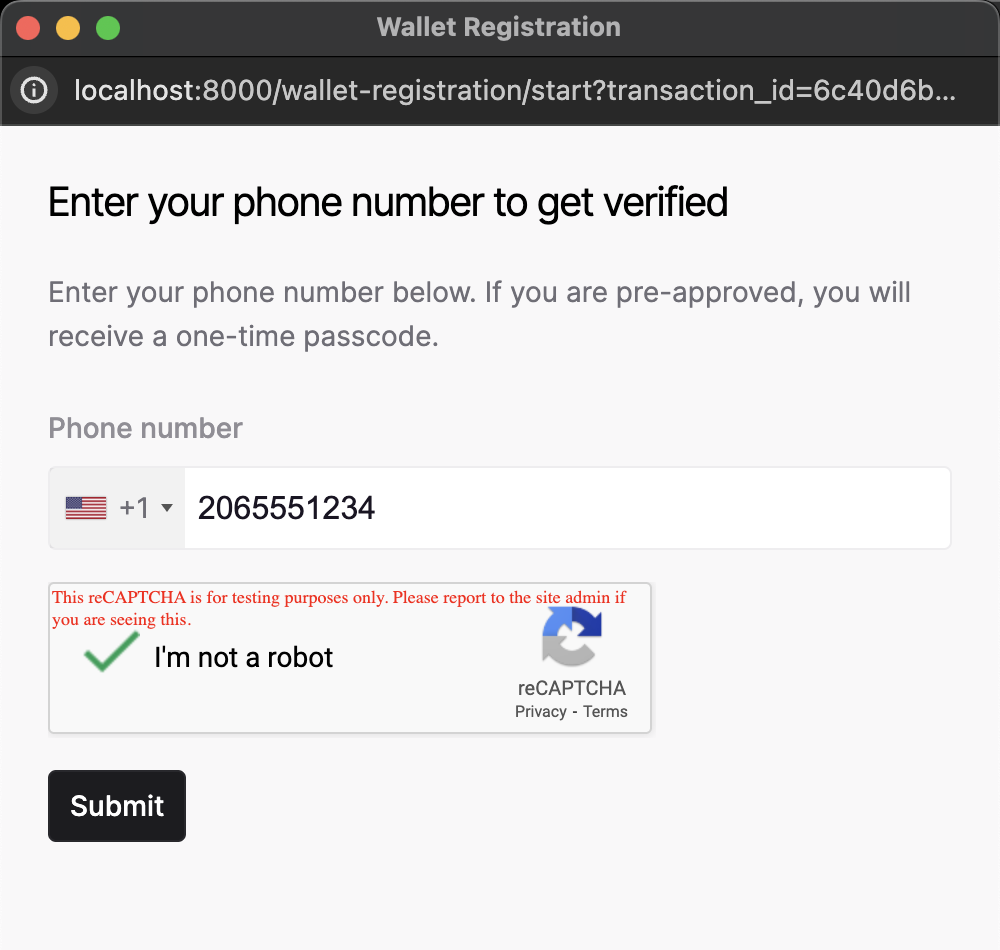 Wallet Registration
localhost:8000/wallet-registration/start?transaction_id=6c40d6b...
Enter your phone number to get verified
Enter your phone number below. If you are pre-approved, you will
receive a one-time passcode.
Phone number
+1 2065551234
This reCAPTCHA is for testing purposes only. Please report to the site admin if
you are seeing this.
I'm not a robot
reCAPTCHA
Privacy - Terms
Submit